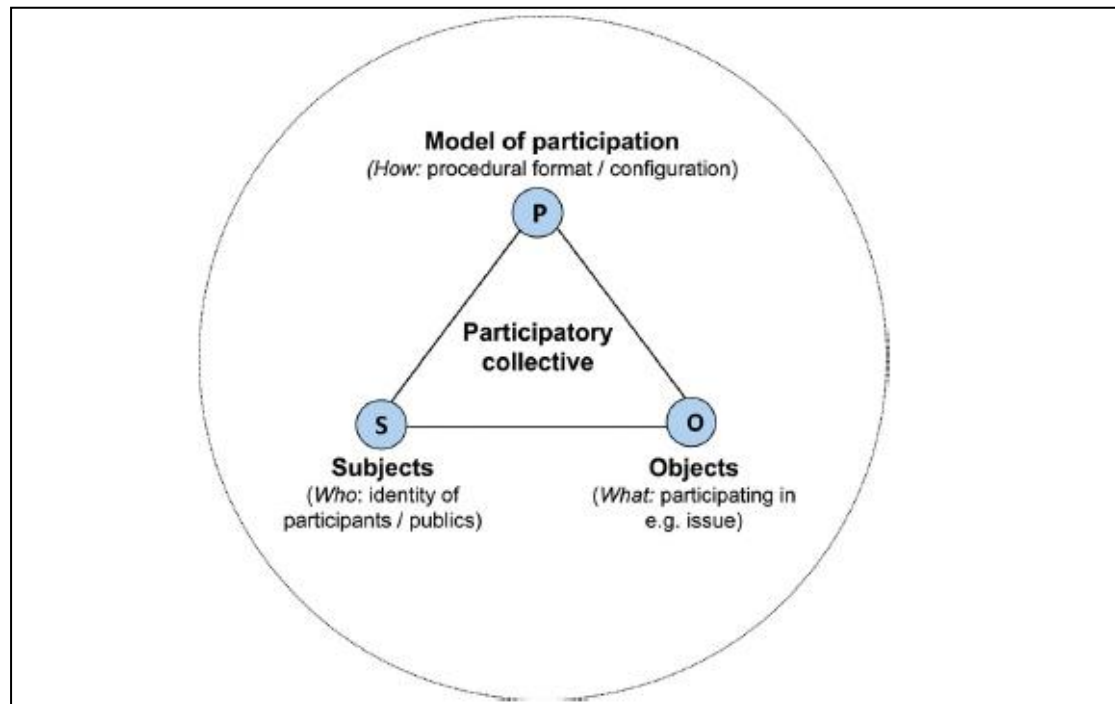 Model of participation
(How: procedural format / configuration)
P
Participatory
collective
S
O
Subjects
(Who: identity of
participants / publics)
Objects
(What: participating in
e.g. issue)